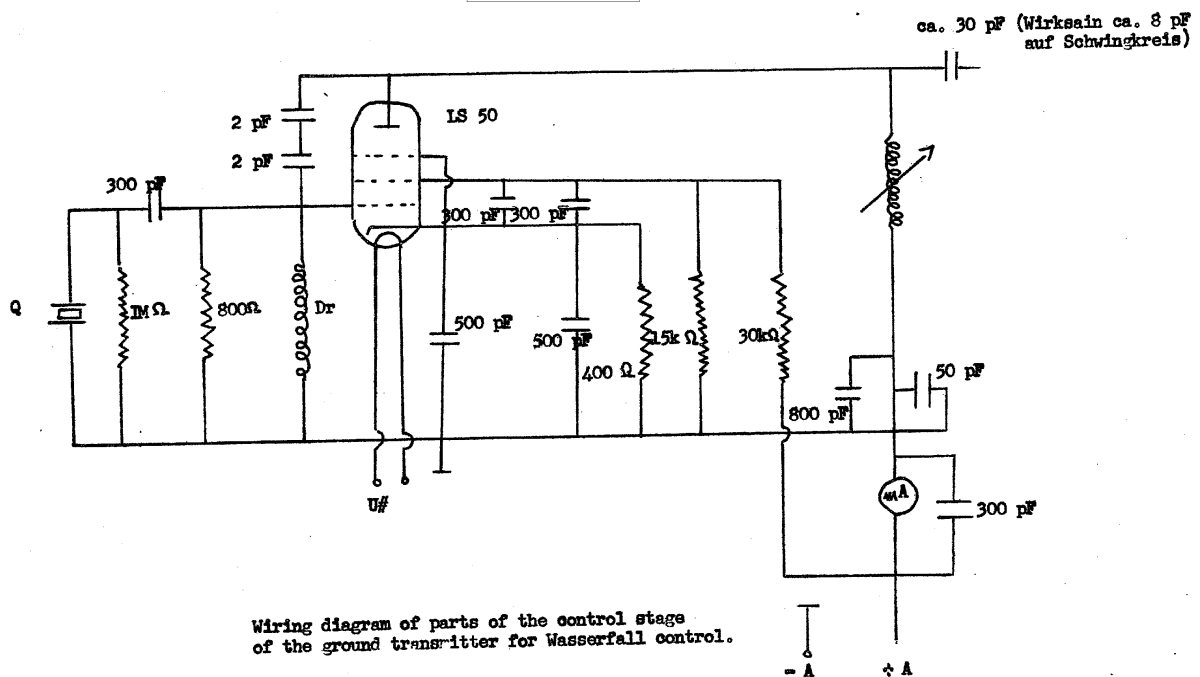 ca. 30 pF (Wirksain ca. 8 pF
auf Schwingkreis)
LS 50
2 pF
2 pF
300 pF
300 pF
300 pF
Q
1M Ω
800Ω
Dr
500 pF
500 pF
400 Ω
15k Ω
30kΩ
50 pF
800 pF
mA
300 pF
U#
Wiring diagram of parts of the control stage
of the ground transritter for Wasserfall control.
- A
+ A